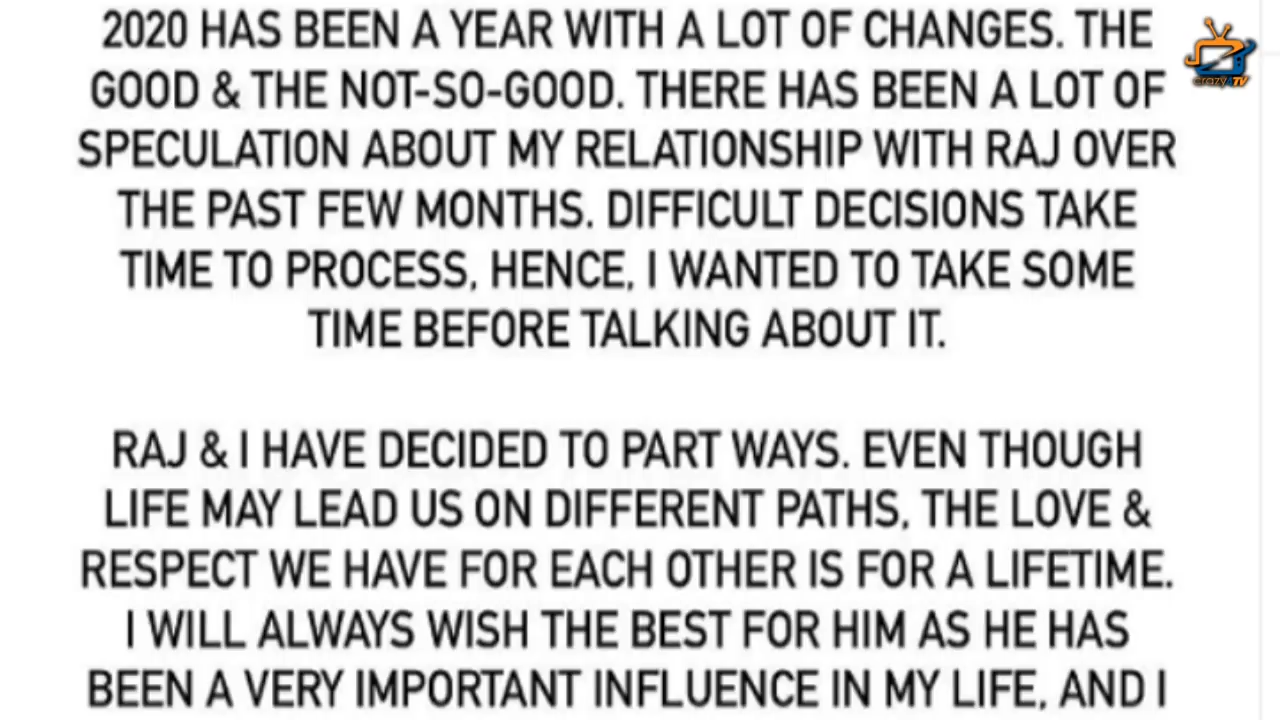 2020 HAS BEEN A YEAR WITH A LOT OF CHANGES. THE
GOOD & THE NOT-SO-GOOD. THERE HAS BEEN A LOT OF
SPECULATION ABOUT MY RELATIONSHIP WITH RAJ OVER
THE PAST FEW MONTHS. DIFFICULT DECISIONS TAKE
TIME TO PROCESS, HENCE, I WANTED TO TAKE SOME
TIME BEFORE TALKING ABOUT IT.
RAJ & I HAVE DECIDED TO PART WAYS. EVEN THOUGH
LIFE MAY LEAD US ON DIFFERENT PATHS, THE LOVE &
RESPECT WE HAVE FOR EACH OTHER IS FOR A LIFETIME.
I WILL ALWAYS WISH THE BEST FOR HIM AS HE HAS
BEEN A VERY IMPORTANT INFLUENCE IN MY LIFE, AND I
crazy4TV